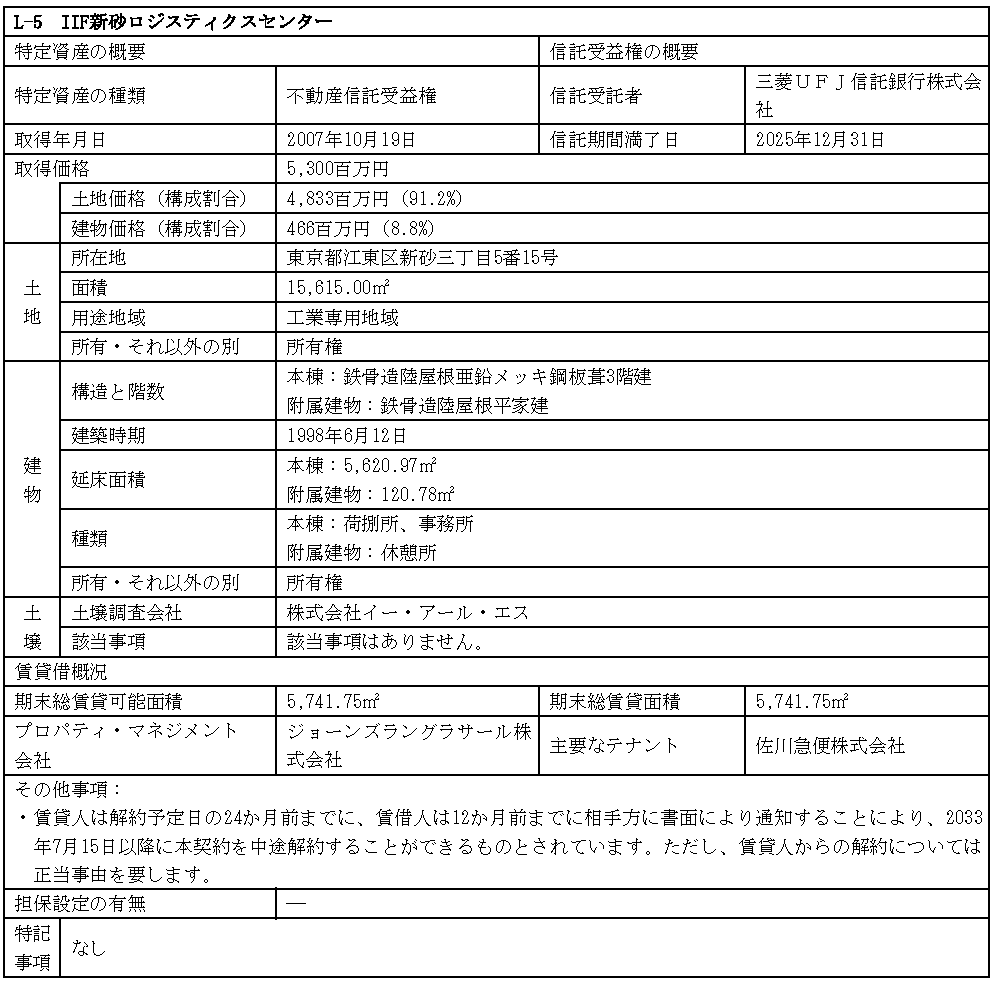 L-5 IIF新砂ロジスティクスセンター
特定資産の概要 信託受益権の概要
特定資産の種類 不動産信託受益権 信託受託者 三菱ＵＦＪ信託銀行株式会
社
取得年月日 2007年10月19日 信託期間満了日 2025年12月31日
取得価格 5,300百万円
土地価格（構成割合） 4,833百万円（91.2%）
建物価格（構成割合） 466百万円（8.8%）
土
地
所在地 東京都江東区新砂三丁目5番15号
面積 15,615.00㎡
用途地域 工業専用地域
所有・それ以外の別 所有権
建
物
構造と階数 本棟：鉄骨造陸屋根亜鉛メッキ鋼板葺3階建
附属建物：鉄骨造陸屋根平家建
建築時期 1998年6月12日
延床面積 本棟：5,620.97㎡
附属建物：120.78㎡
種類 本棟：荷捌所、事務所
附属建物：休憩所
所有・それ以外の別 所有権
土
壌
土壌調査会社 株式会社イー・アール・エス
該当事項 該当事項はありません。
賃貸借概況
期末総賃貸可能面積 5,741.75㎡ 期末総賃貸面積 5,741.75㎡
プロパティ・マネジメント
会社
ジョーンズラングラサール株
式会社
主要なテナント 佐川急便株式会社
その他事項：
・賃貸人は解約予定日の24か月前までに、賃借人は12か月前までに相手方に書面により通知することにより、2033
年7月15日以降に本契約を中途解約することができるものとされています。ただし、賃貸人からの解約については
正当事由を要します。
担保設定の有無 ―
特記
事項
なし